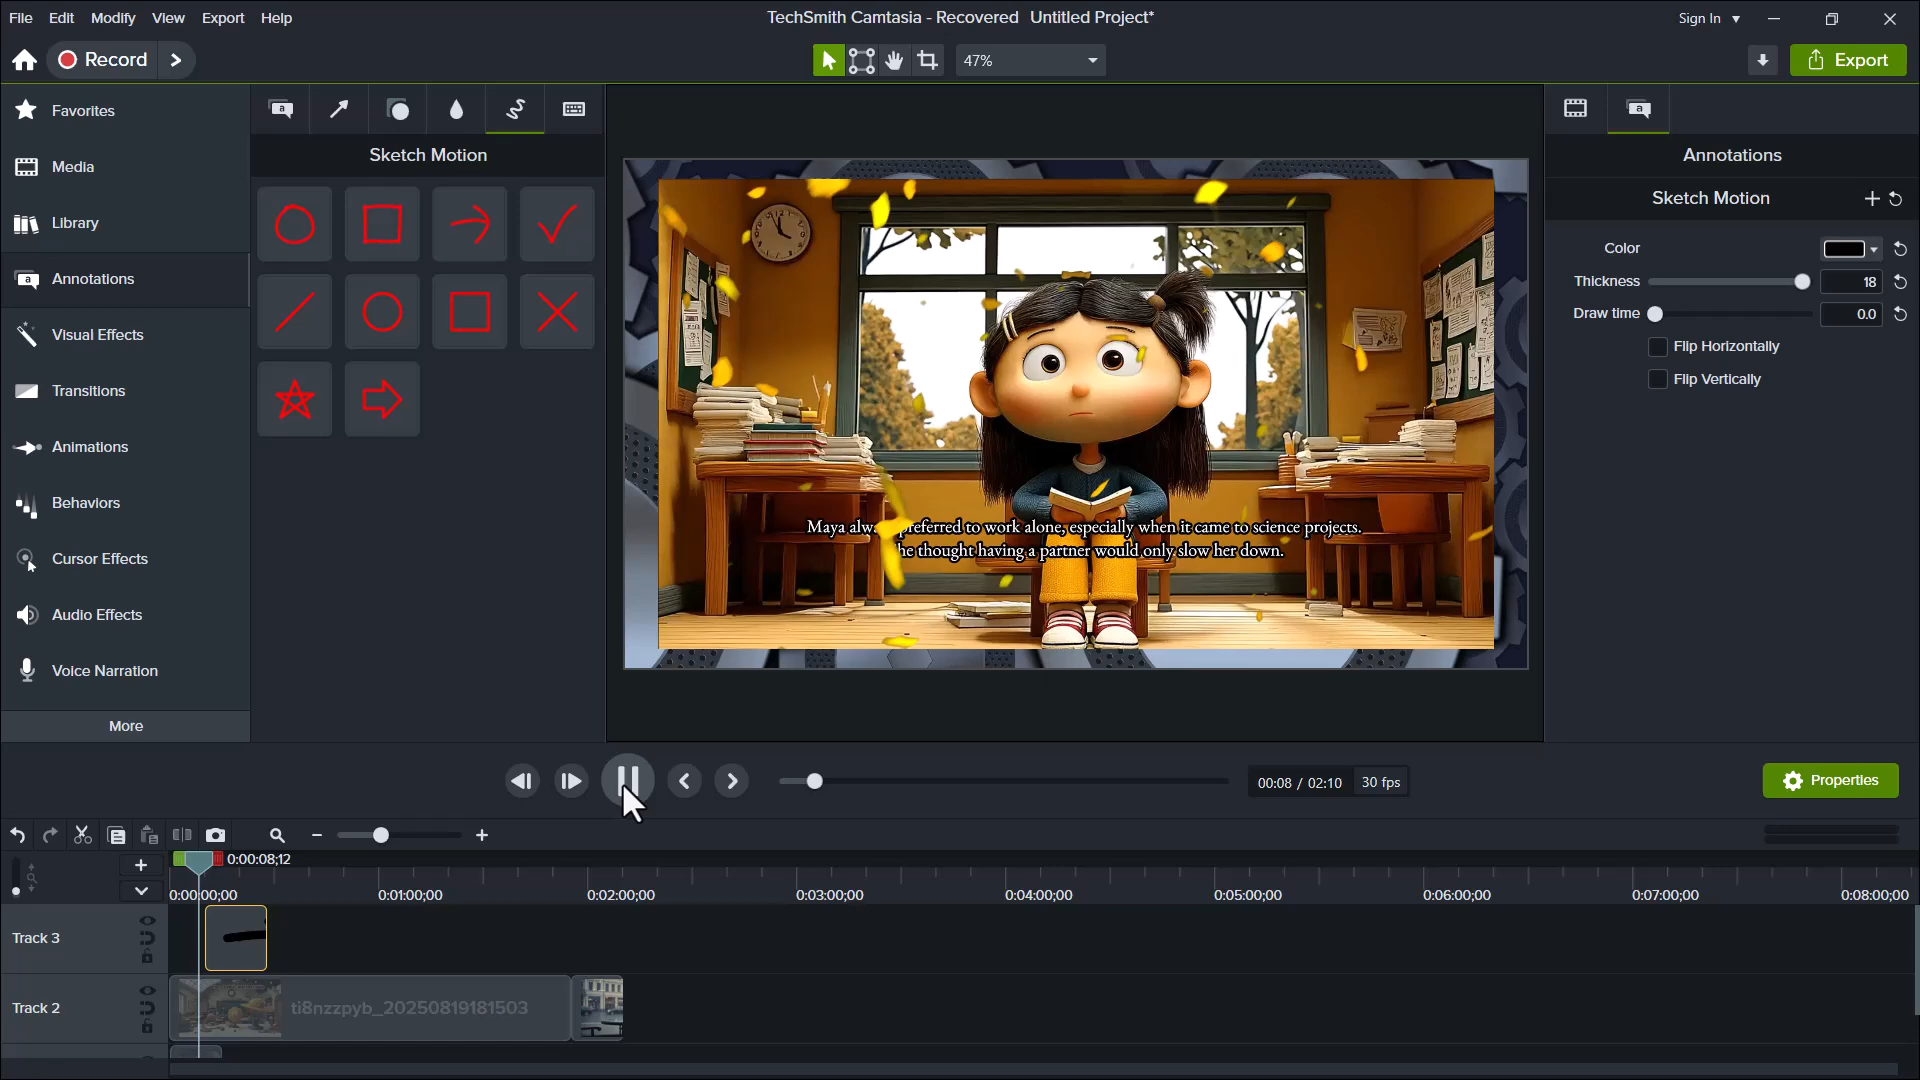 File Edit Modify View Export Help
TechSmith Camtasia - Recovered Untitled Project*
Sign In
Record
47%
Export
Favorites
Media
Library
Annotations
Visual Effects
Transitions
Animations
Behaviors
Cursor Effects
Audio Effects
Voice Narration
More
Sketch Motion
Maya alw preferred to work alone, especially when it came to science projects.
he thought having a partner would only slow her down.
Annotations
Sketch Motion
Color
Thickness 18
Draw time 0.0
Flip Horizontally
Flip Vertically
00:08 / 02:10 30 fps
Properties
0:00:08;12
0:00:00;00 0:01:00;00 0:02:00;00 0:03:00;00 0:04:00;00 0:05:00;00 0:06:00;00 0:07:00;00 0:08:00;00
Track 3
Track 2
ti8nzzpyb_20250819181503